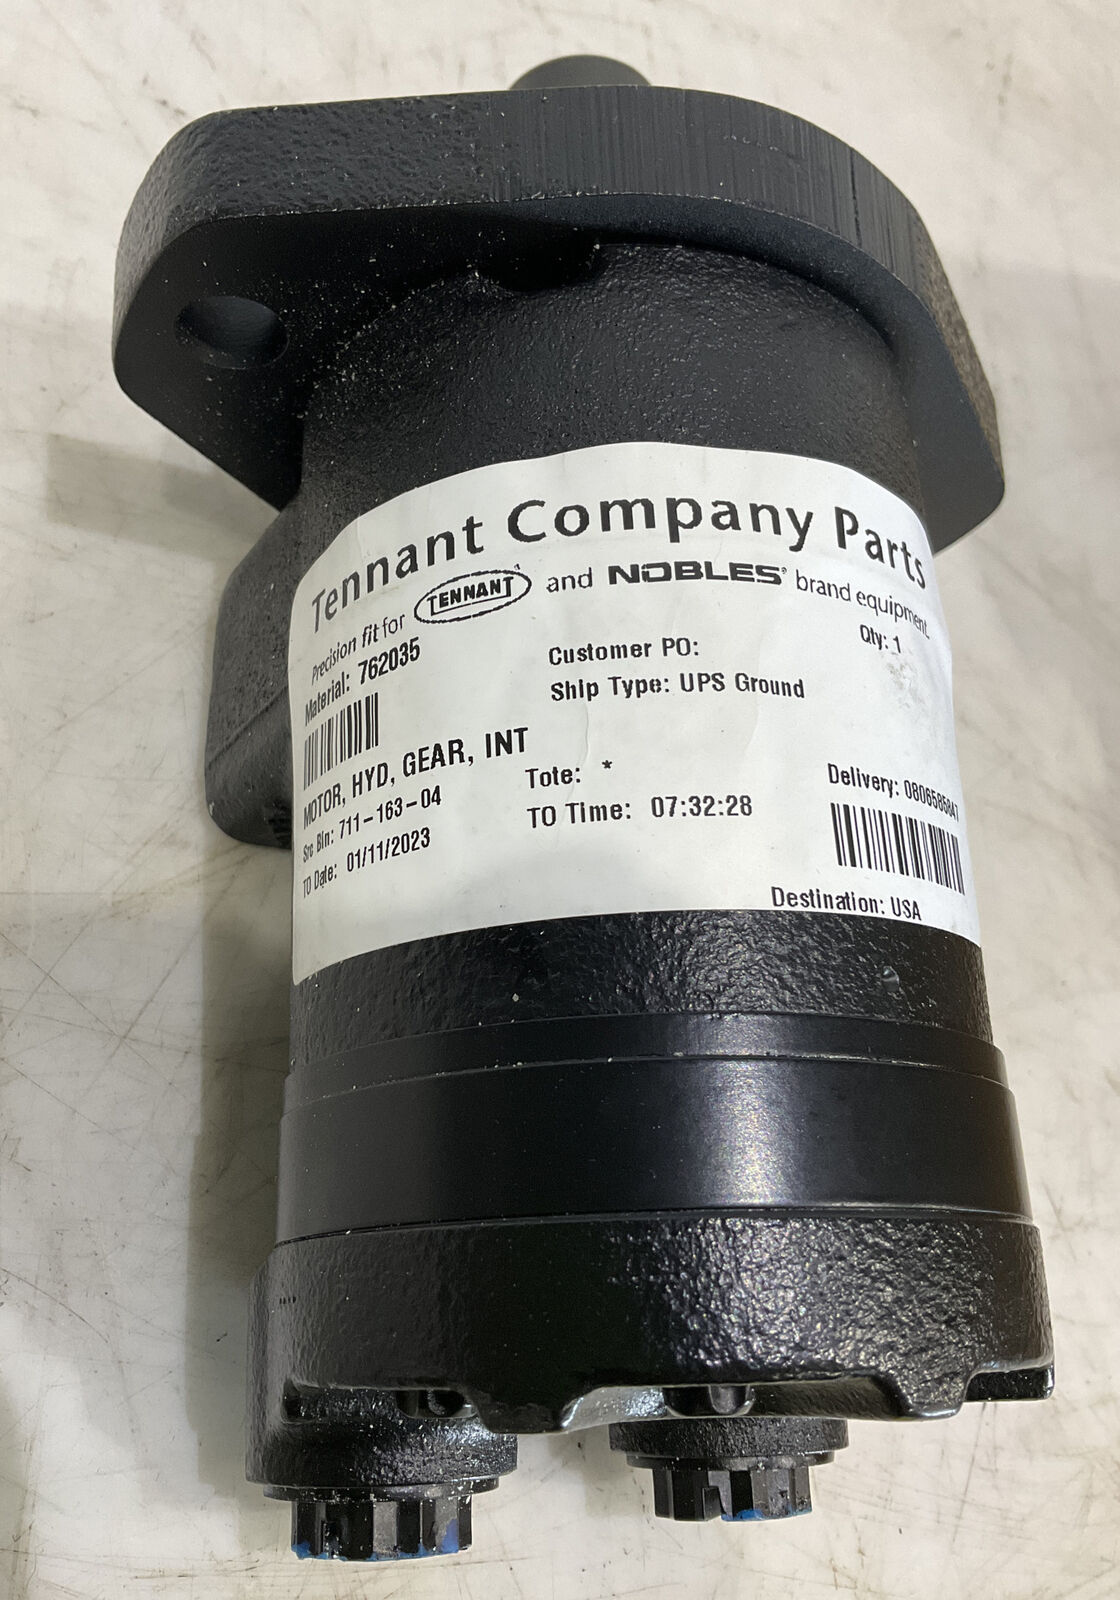 Tennant Company Parts
Precision fit for TENNANT and NOBLES® brand equipment.
Material: 762035
Customer PO:
Qty: 1
Ship Type: UPS Ground
MOTOR, HYD, GEAR, INT
Tote: *
Delivery: 0806585847
Src Bin: 711-163-04
TO Time: 07:32:28
TO Date: 01/11/2023
Destination: USA